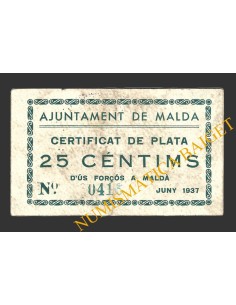 AJUNTAMENT DE MALDA
CERTIFICAT DE PLATA
25 CÈNTIMS
D'ÚS FORÇÓS A MALDÀ
Nº 041
JUNY 1937